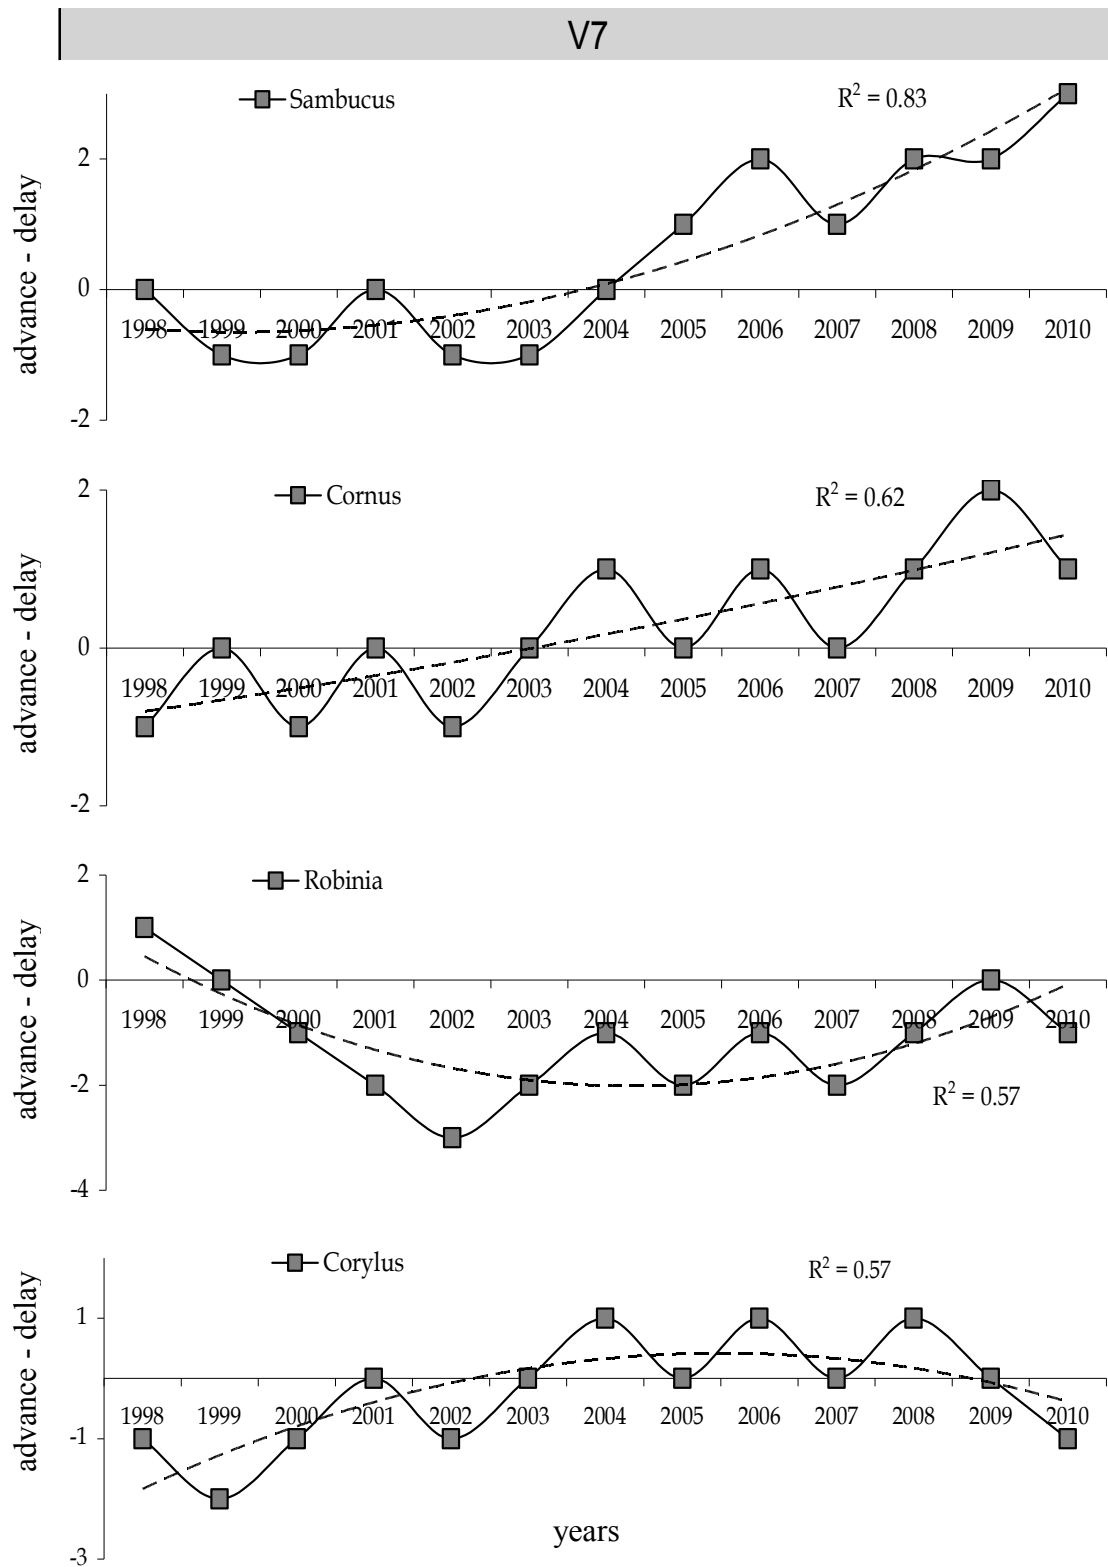 V7
Sambucus
R² = 0.83
advance - delay
2
0
-2
1998 1999 2000 2001 2002 2003 2004 2005 2006 2007 2008 2009 2010
Cornus
R² = 0.62
advance - delay
2
0
-2
1998 1999 2000 2001 2002 2003 2004 2005 2006 2007 2008 2009 2010
Robinia
R² = 0.57
advance - delay
2
0
-2
-4
1998 1999 2000 2001 2002 2003 2004 2005 2006 2007 2008 2009 2010
Corylus
R² = 0.57
advance - delay
1
-1
-3
1998 1999 2000 2001 2002 2003 2004 2005 2006 2007 2008 2009 2010
years